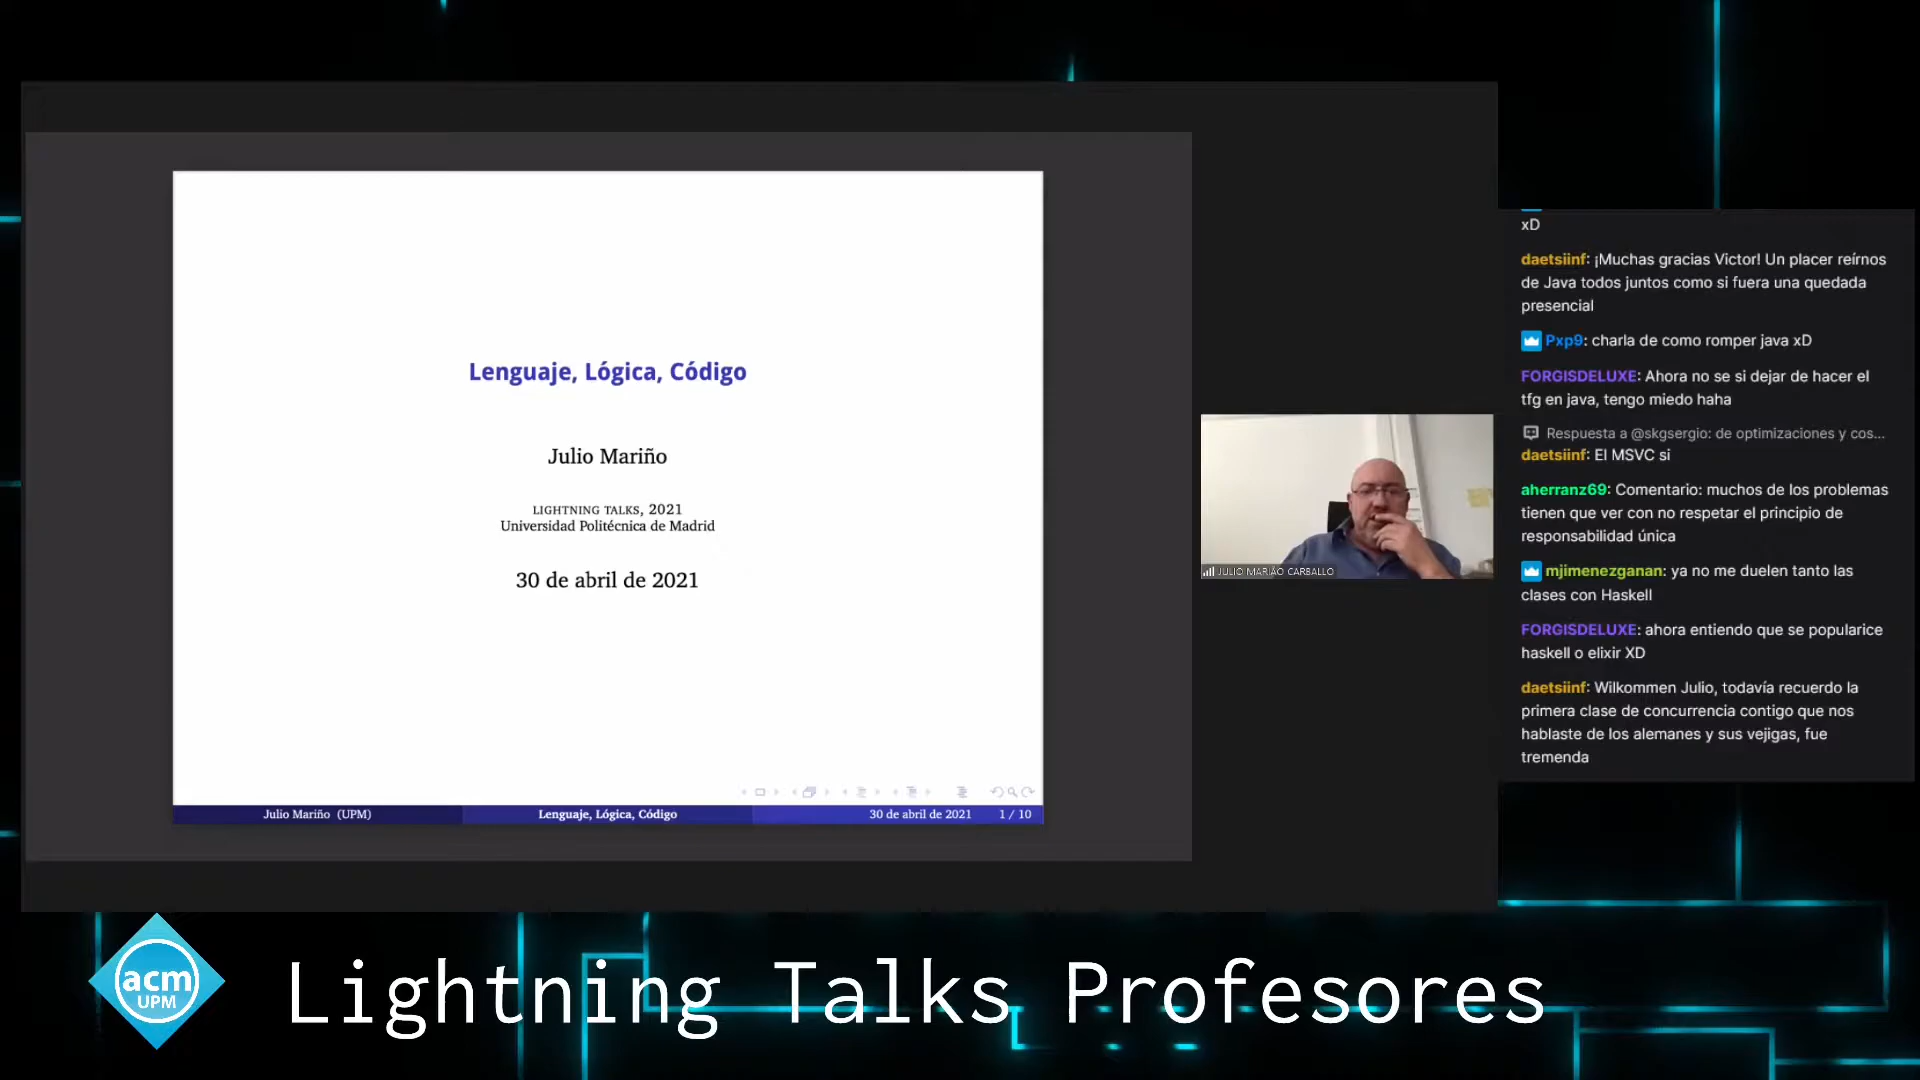 Lenguaje, Lógica, Código
Julio Mariño
LIGHTNING TALKS, 2021
Universidad Politécnica de Madrid
30 de abril de 2021
Julio Mariño (UPM)
Lenguaje, Lógica, Código
30 de abril de 2021
1 / 10
JULIO MARIÃO CARBALLO
xD
daetsiinf: ¡Muchas gracias Victor! Un placer reírnos
de Java todos juntos como si fuera una quedada
presencial
Pxp9: charla de como romper java xD
FORGISDELUXE: Ahora no se si dejar de hacer el
tfg en java, tengo miedo haha
Respuesta a @skgsergio: de optimizaciones y cos...
daetsiinf: El MSVC si
aherranz69: Comentario: muchos de los problemas
tienen que ver con no respetar el principio de
responsabilidad única
mjimenezganan: ya no me duelen tanto las
clases con Haskell
FORGISDELUXE: ahora entiendo que se popularice
haskell o elixir XD
daetsiinf: Wilkommen Julio, todavía recuerdo la
primera clase de concurrencia contigo que nos
hablaste de los alemanes y sus vejigas, fue
tremenda
acm
UPM
Lightning Talks Profesores